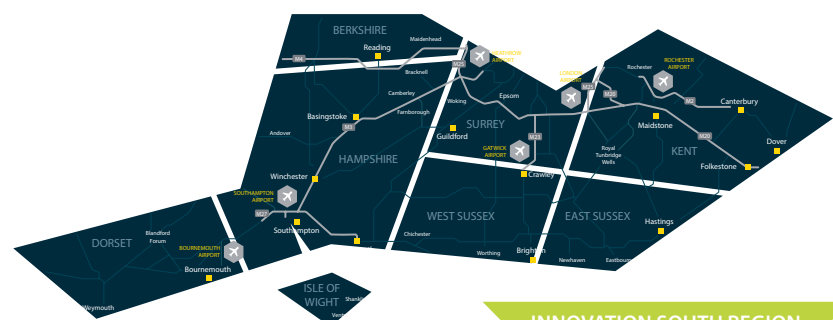 BERKSHIRE
Maidenhead
Reading
M4
M25
HEATHROW
AIRPORT
Bracknell
Camberley
Farnborough
Woking
Epsom
Basingstoke
M3
Andover
SURREY
Guildford
M23
GATWICK
AIRPORT
Crawley
LONDON
M25
M20
Rochester
ROCHESTER
AIRPORT
M2
Canterbury
Maidstone
M20
Dover
KENT
Royal
Tunbridge
Wells
Folkestone
HAMPSHIRE
Winchester
SOUTHAMPTON
AIRPORT
M27
Southampton
WEST SUSSEX
EAST SUSSEX
Hastings
Chichester
Worthing
Brighton
Newhaven
Eastbou
DORSET
Blandford
Forum
BOURNEMOUTH
AIRPORT
Bournemouth
Weymouth
ISLE OF
WIGHT
Shankl
Vent
INNOVATION SOUTH REGION